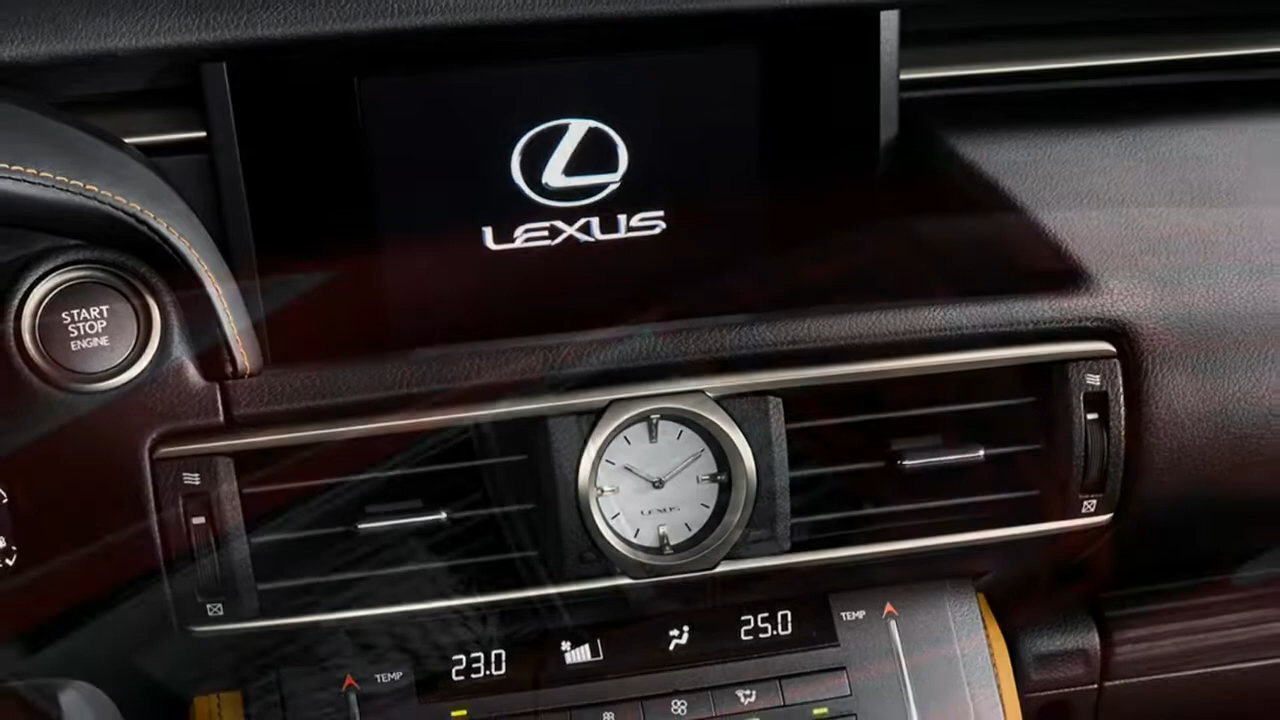 LEXUS
START
STOP
ENGINE
LEXUS
23.0
25.0
TEMP
TEMP